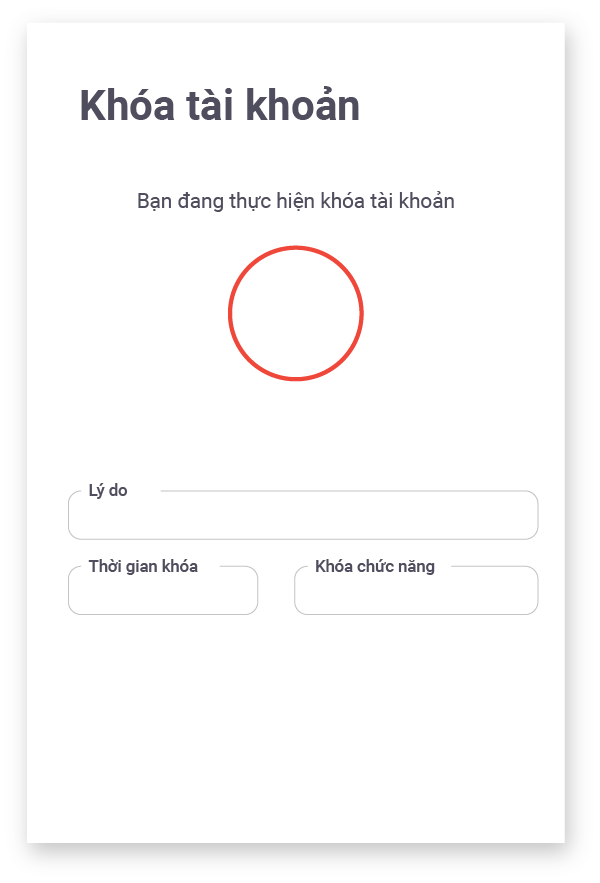 Khóa tài khoản
Bạn đang thực hiện khóa tài khoản
Lý do
Thời gian khóa
Khóa chức năng